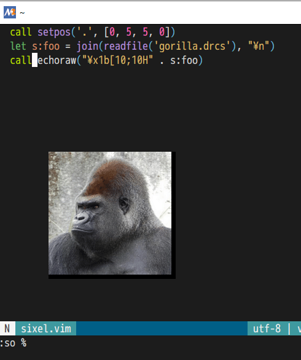 ~
call setpos('.', [0, 5, 5, 0])
let s:foo = join(readfile('gorilla.drcs'), "¥n")
call echoraw("¥x1b[10;10H" . s:foo)
N sixel.vim utf-8 |
:so %